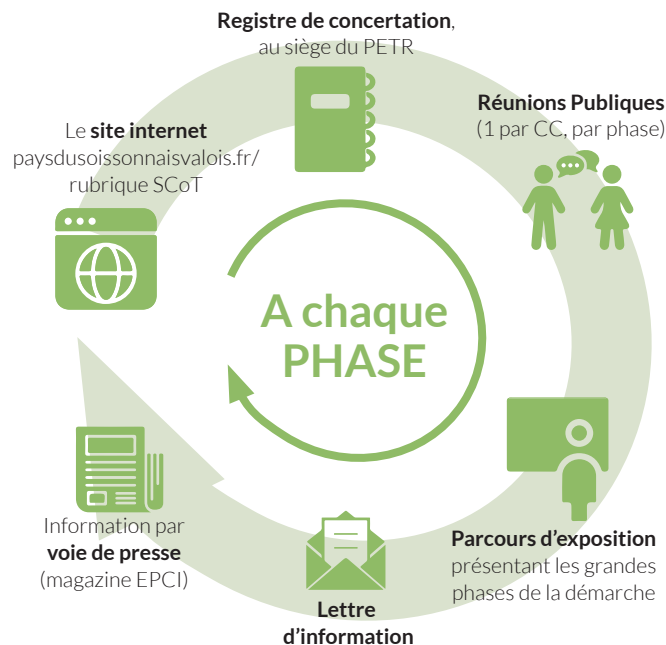 Registre de concertation,
au siège du PETR
Réunions Publiques
(1 par CC, par phase)
Le site internet
paysdusoissonnaisvalois.fr/
rubrique SCoT
A chaque
PHASE
Parcours d’exposition
présentant les grandes
phases de la démarche
Information par
voie de presse
(magazine EPCI)
Lettre
d’information